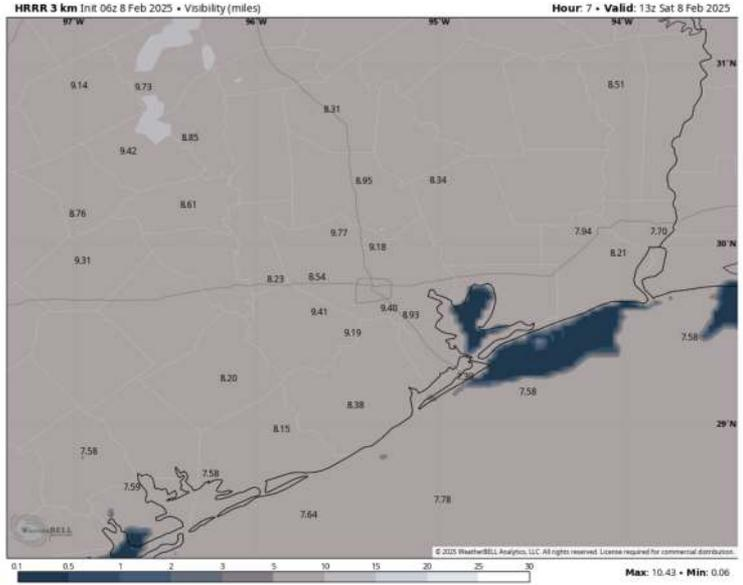 HRRR 3 km Init 06z 8 Feb 2025 • Visibility (miles) Hour: 7 • Valid: 13z Sat 8 Feb 2025
97°W 96°W 95°W 94°W
31°N
9.14 9.73 8.51
8.31
8.85
9.42
8.95 8.34
8.61
8.76
9.77 7.94 7.70
9.18 30°N
8.21
9.31
8.23 8.54
9.41 9.40 8.93
9.19 7.58
8.20
7.58
8.38
8.15 29°N
7.58
7.58
7.59
7.64 7.78
WeatherBELL
© 2025 WeatherBELL Analytics, LLC. All rights reserved. License required for commercial distribution.
0.1 0.5 1 2 3 5 10 15 20 25 30
Max: 10.43 • Min: 0.06